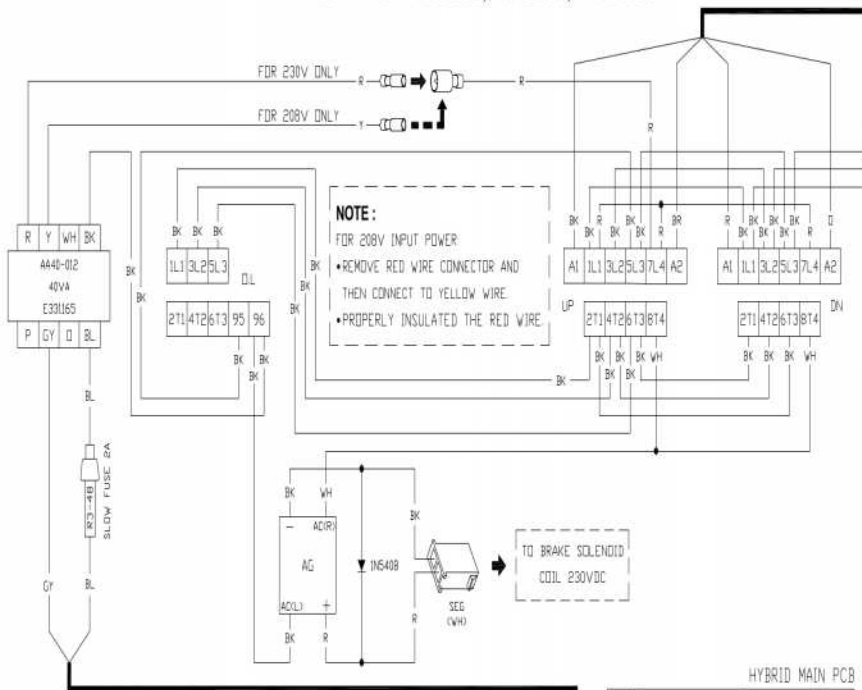 FOR 230V ONLY
R
R
FOR 208V ONLY
Y
R
BK R BK BK R BR R BK BK R O
R Y WH BK
AA40-012
40VA
E331165
P GY O BL
BK BK
BK BK BK
1L1 3L2 5L3
OL
2T1 4T2 6T3 95 96
BK BK BK
BK
NOTE :
FOR 208V INPUT POWER
•REMOVE RED WIRE CONNECTOR AND
THEN CONNECT TO YELLOW WIRE.
•PROPERLY INSULATED THE RED WIRE.
A1 1L1 3L2 5L3 7L4 A2
UP
2T1 4T2 6T3 8T4
BK BK BK BK BK WH
BK
A1 1L1 3L2 5L3 7L4 A2
DN
2T1 4T2 6T3 8T4
BK BK BK WH
BL
R3-4B
SLOW FUSE 2A
GY BL
BK WH
- AC(R)
AG
AC(L) +
BK R
1N5408
BK
R
SEG
(WH)
TO BRAKE SOLENOID
COIL 230VDC
HYBRID MAIN PCB